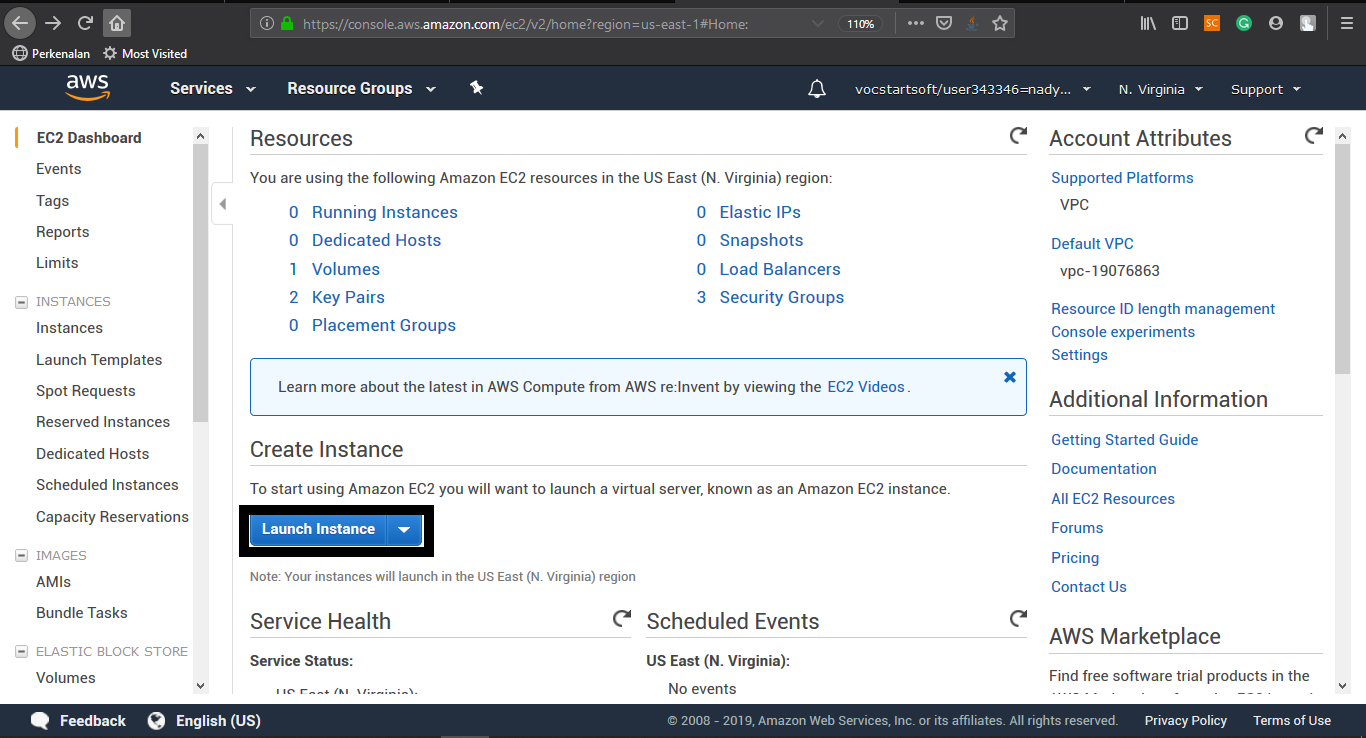 https://console.aws.amazon.com/ec2/v2/home?region=us-east-1#Home:
110%
SC
Perkenalan
Most Visited
aws
Services
Resource Groups
vocstartsoft/user343346=nady...
N. Virginia
Support
EC2 Dashboard
Events
Tags
Reports
Limits
INSTANCES
Instances
Launch Templates
Spot Requests
Reserved Instances
Dedicated Hosts
Scheduled Instances
Capacity Reservations
IMAGES
AMIs
Bundle Tasks
ELASTIC BLOCK STORE
Volumes
Resources
You are using the following Amazon EC2 resources in the US East (N. Virginia) region:
0 Running Instances
0 Dedicated Hosts
1 Volumes
2 Key Pairs
0 Placement Groups
0 Elastic IPs
0 Snapshots
0 Load Balancers
3 Security Groups
Learn more about the latest in AWS Compute from AWS re:Invent by viewing the EC2 Videos.
Create Instance
To start using Amazon EC2 you will want to launch a virtual server, known as an Amazon EC2 instance.
Launch Instance
Note: Your instances will launch in the US East (N. Virginia) region
Service Health
Service Status:
US East (N. Virginia):
Scheduled Events
US East (N. Virginia):
No events
Account Attributes
Supported Platforms
VPC
Default VPC
vpc-19076863
Resource ID length management
Console experiments
Settings
Additional Information
Getting Started Guide
Documentation
All EC2 Resources
Forums
Pricing
Contact Us
AWS Marketplace
Find free software trial products in the
Feedback
English (US)
© 2008 - 2019, Amazon Web Services, Inc. or its affiliates. All rights reserved.
Privacy Policy
Terms of Use